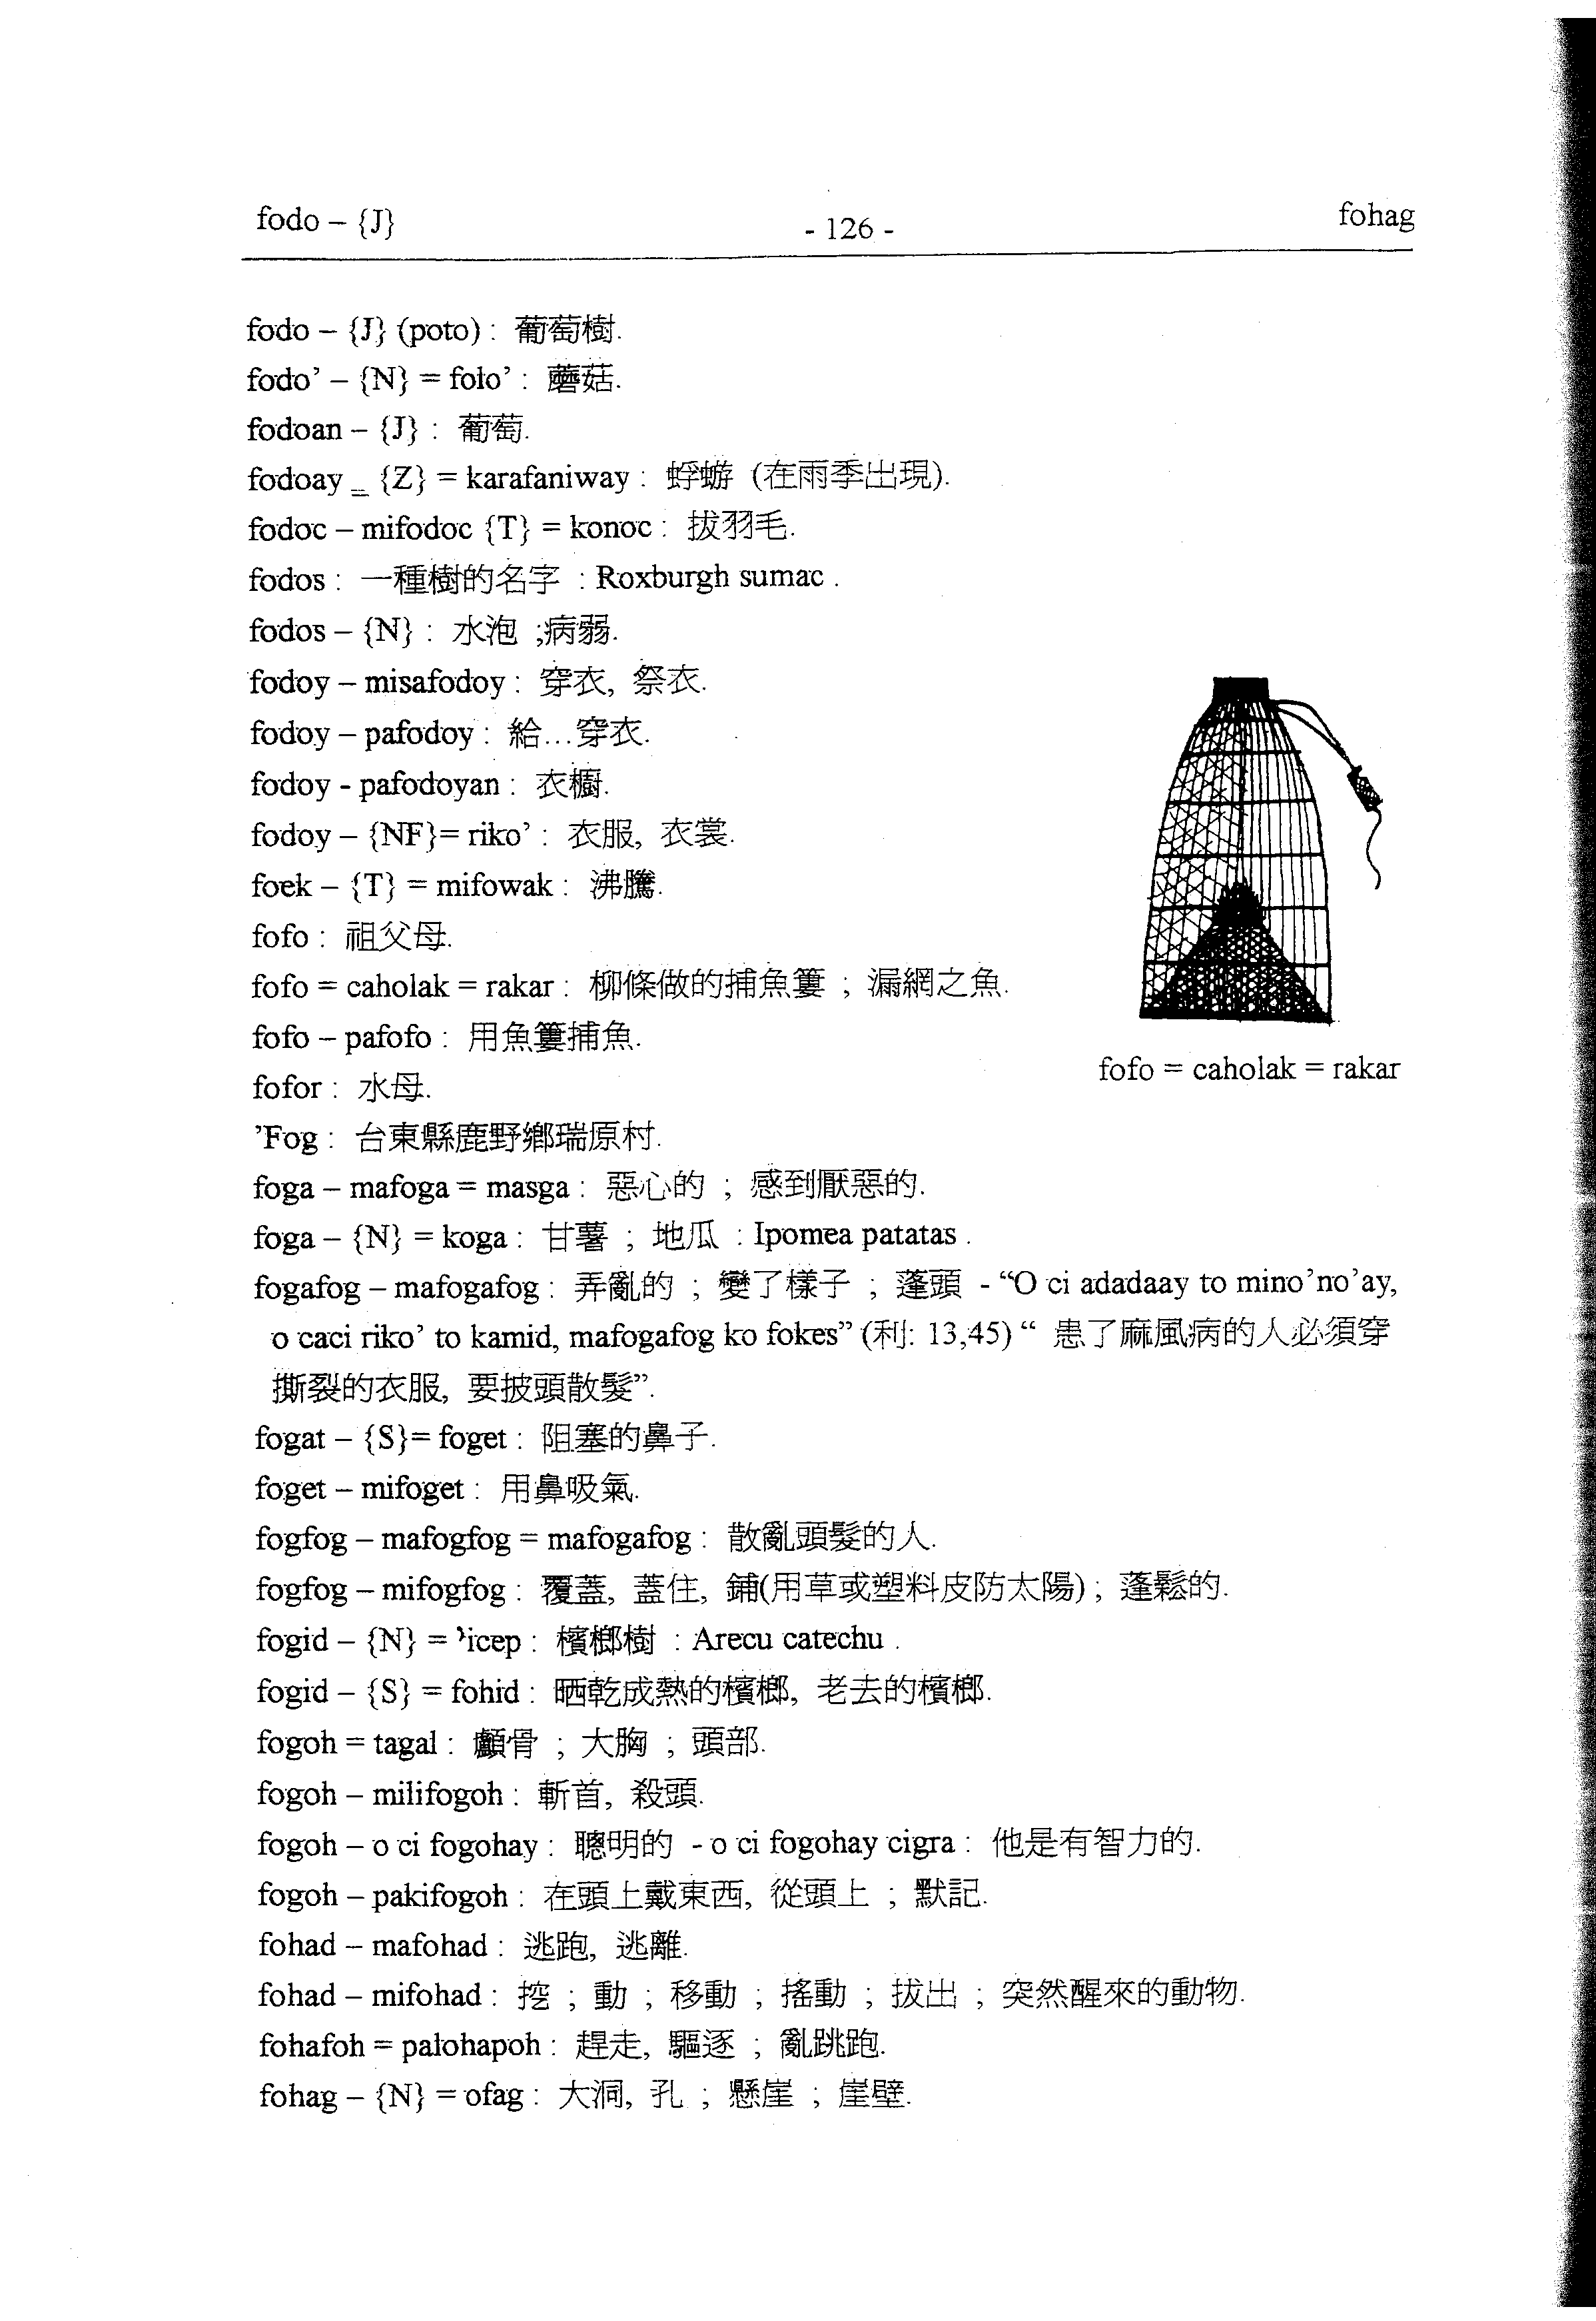 fodo – {J}
- 126 -
fohag
fodo – {J} (poto) : 葡萄樹.
fodo’ – {N} = folo’ : 蘑菇.
fodoan – {J} : 葡萄.
fodoay = {Z} = karafaniway : 蜉蝣 (在雨季出現).
fodoc – mifodoc {T} = konoc : 拔羽毛.
fodos : 一種樹的名字 : Roxburgh sumac .
fodos – {N} : 水泡 ;病弱.
fodoy – misafodoy : 穿衣, 祭衣.
fodoy – pafodoy : 給…穿衣.
fodoy - pafodoyan : 衣櫥.
fodoy – {NF}= riko’ : 衣服, 衣裳.
foek – {T} = mifowak : 沸騰.
fofo : 祖父母.
fofo = caholak = rakar : 柳條做的捕魚簍 ; 漏網之魚.
fofo – pafofo : 用魚簍捕魚.
fofo = caholak = rakar
fofor : 水母.
’Fog : 台東縣鹿野鄉瑞原村.
foga – mafoga = masga : 惡心的 ; 感到厭惡的.
foga – {N} = koga : 甘薯 ; 地瓜 : Ipomea patatas .
fogafog – mafogafog : 弄亂的 ; 變了樣子 ; 蓬頭 - “O ci adadaay to mino’no’ay,
o caci riko’ to kamid, mafogafog ko fokes” (利: 13,45) “ 患了麻風病的人必須穿
撕裂的衣服, 要披頭散髮”.
fogat – {S}= foget : 阻塞的鼻子.
foget – mifoget : 用鼻吸氣.
fogfog – mafogfog = mafogafog : 散亂頭髮的人.
fogfog – mifogfog : 覆蓋, 蓋住, 鋪(用草或塑料皮防太陽) ; 蓬鬆的.
fogid – {N} = ’icep : 檳榔樹 : Arecu catechu .
fogid – {S} = fohid : 晒乾成熱的檳榔, 老去的檳榔.
fogoh = tagal : 顱骨 ; 大胸 ; 頭部.
fogoh – milifogoh : 斬首, 殺頭.
fogoh – o ci fogohay : 聰明的 - o ci fogohay cigra : 他是有智力的.
fogoh – pakifogoh : 在頭上戴東西, 從頭上 ; 默記.
fohad – mafohad : 逃跑, 逃離.
fohad – mifohad : 挖 ; 動 ; 移動 ; 搖動 ; 拔出 ; 突然醒來的動物.
fohafoh = palohapoh : 趕走, 驅逐 ; 亂跳跑.
fohag – {N} = ofag : 大洞, 孔 ; 懸崖 ; 崖壁.